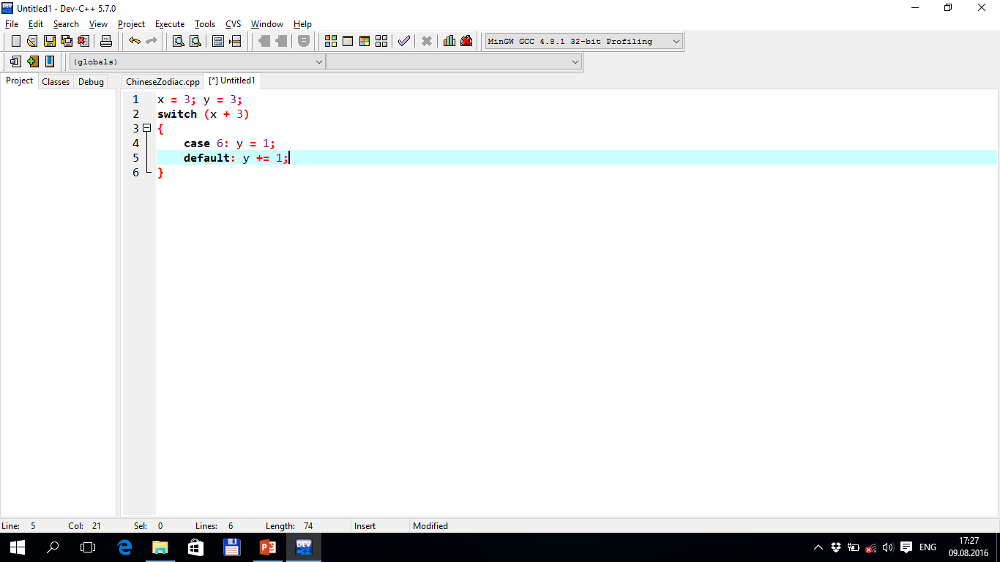 Untitled1 - Dev-C++ 5.7.0
File Edit Search View Project Execute Tools CVS Window Help
MinGW GCC 4.8.1 32-bit Profiling
(globals)
Project Classes Debug ChineseZodiac.cpp [*] Untitled1
1 x = 3; y = 3;
2 switch (x + 3)
3 {
4 case 6: y = 1;
5 default: y += 1;
6 }
Line: 5 Col: 21 Sel: 0 Lines: 6 Length: 74 Insert Modified
DEV C++ ENG 17:27
09.08.2016